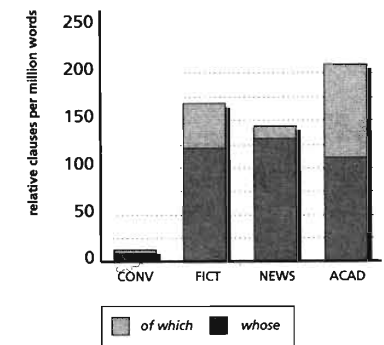 relative clauses per million words
250
200
150
100
50
0
CONV FICT NEWS ACAD
of which whose